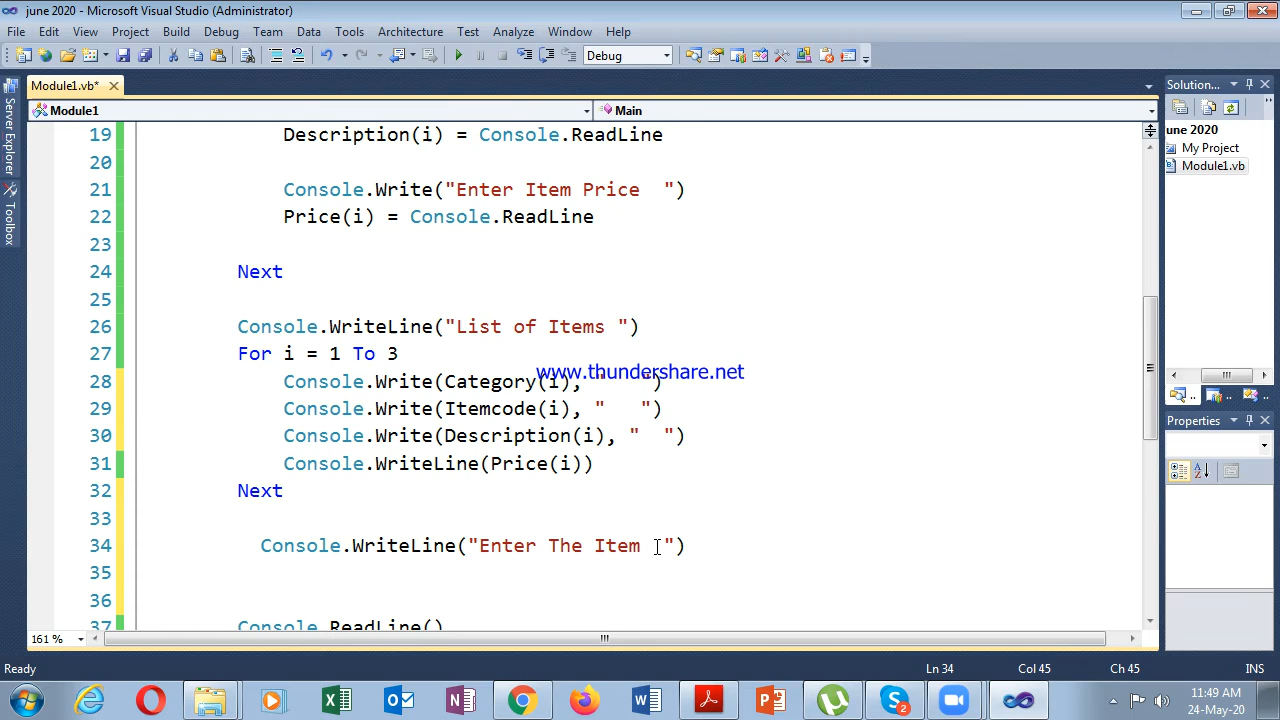 june 2020 - Microsoft Visual Studio (Administrator)
File Edit View Project Build Debug Team Data Tools Architecture Test Analyze Window Help
Debug
Module1.vb*
Module1
Main
Server Explorer
Toolbox
19 Description(i) = Console.ReadLine
20
21 Console.Write("Enter Item Price  ")
22 Price(i) = Console.ReadLine
23
24 Next
25
26 Console.WriteLine("List of Items ")
27 For i = 1 To 3
www.thundershare.net
28 Console.Write(Category(i), "   ")
29 Console.Write(Itemcode(i), "   ")
30 Console.Write(Description(i), "  ")
31 Console.WriteLine(Price(i))
32 Next
33
34 Console.WriteLine("Enter The Item  ")
35
36
37 Console.ReadLine()
161 %
Solution...
une 2020
My Project
Module1.vb
Properties
Ready
Ln 34
Col 45
Ch 45
INS
2
11:49 AM
24-May-20